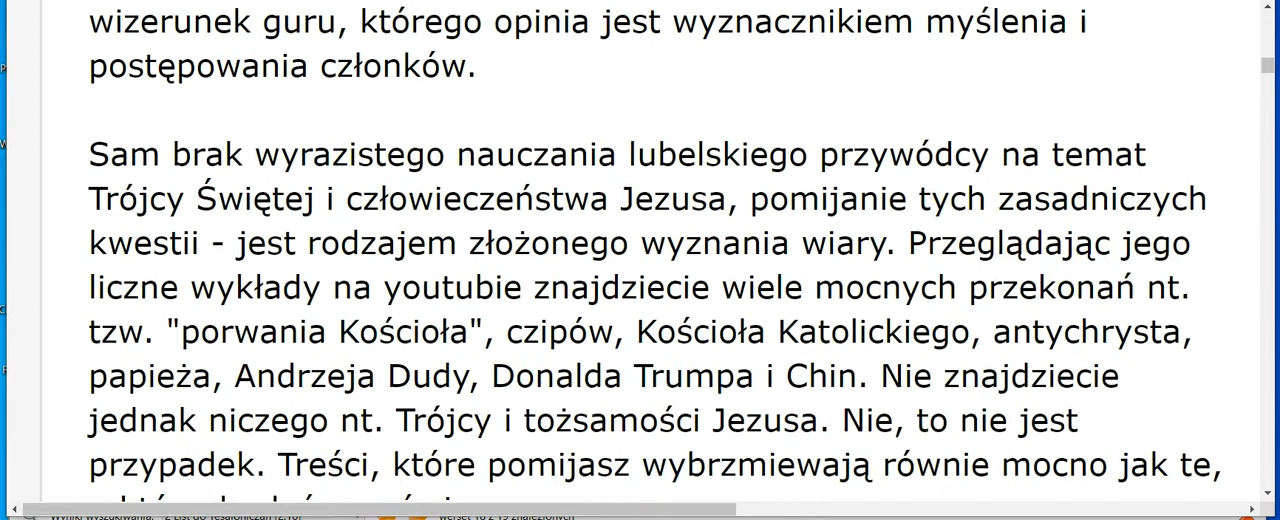 wizerunek guru, którego opinia jest wyznacznikiem myślenia i
postępowania członków.
Sam brak wyrazistego nauczania lubelskiego przywódcy na temat
Trójcy Świętej i człowieczeństwa Jezusa, pomijanie tych zasadniczych
kwestii - jest rodzajem złożonego wyznania wiary. Przeglądając jego
liczne wykłady na youtubie znajdziecie wiele mocnych przekonań nt.
tzw. "porwania Kościoła", czipów, Kościoła Katolickiego, antychrysta,
papieża, Andrzeja Dudy, Donalda Trumpa i Chin. Nie znajdziecie
jednak niczego nt. Trójcy i tożsamości Jezusa. Nie, to nie jest
przypadek. Treści, które pomijasz wybrzmiewają równie mocno jak te,